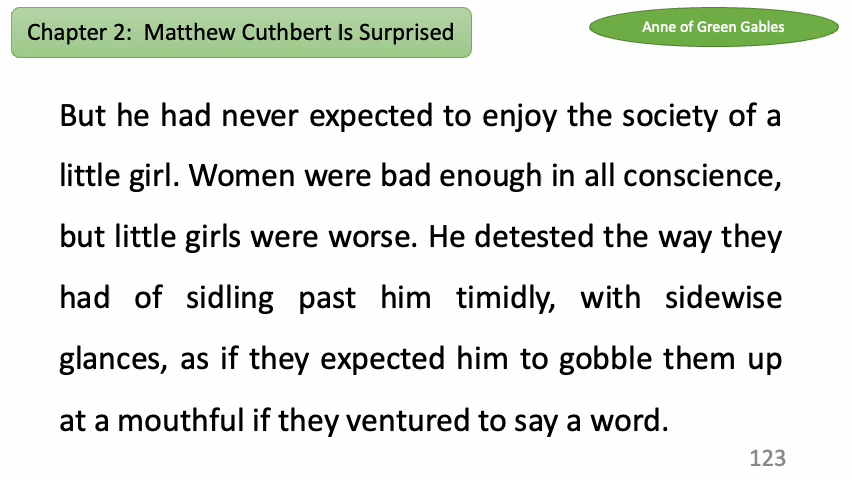 Chapter 2:  Matthew Cuthbert Is Surprised
Anne of Green Gables
But he had never expected to enjoy the society of a
little girl. Women were bad enough in all conscience,
but little girls were worse. He detested the way they
had of sidling past him timidly, with sidewise
glances, as if they expected him to gobble them up
at a mouthful if they ventured to say a word.
123